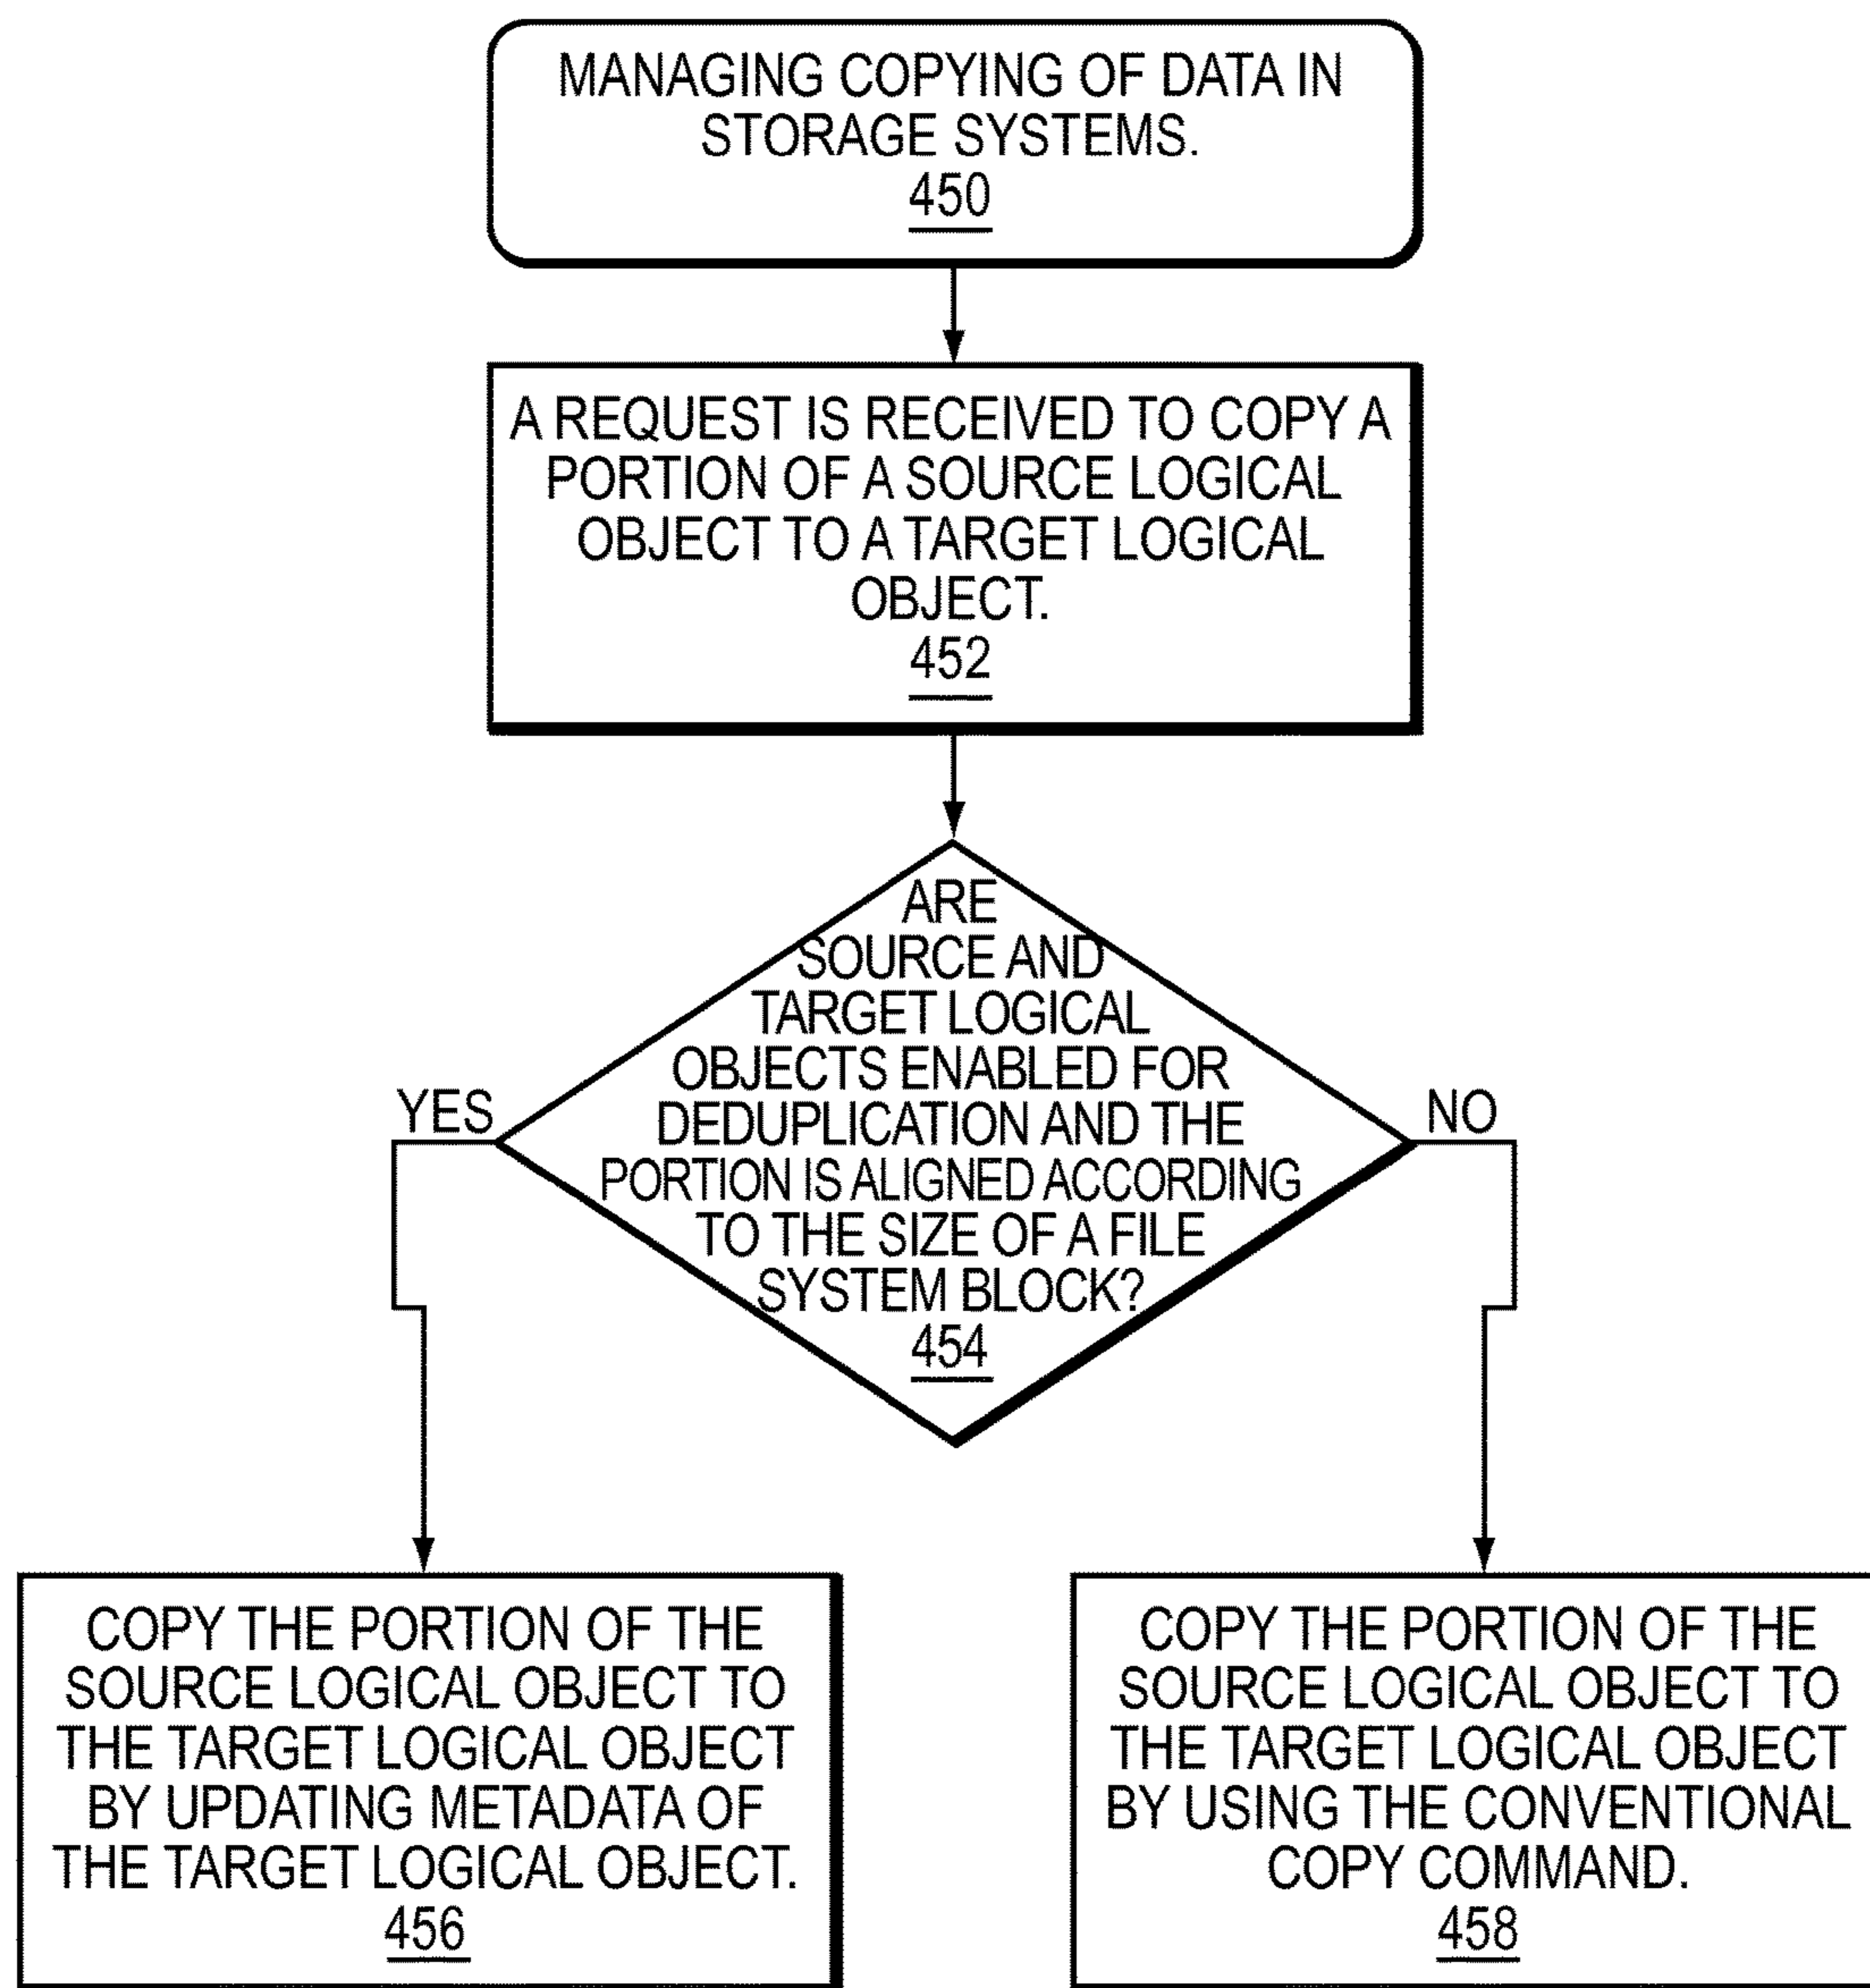 MANAGING COPYING OF DATA IN
STORAGE SYSTEMS.
450
A REQUEST IS RECEIVED TO COPY A
PORTION OF A SOURCE LOGICAL
OBJECT TO A TARGET LOGICAL
OBJECT.
452
ARE
SOURCE AND
TARGET LOGICAL
OBJECTS ENABLED FOR
DEDUPLICATION AND THE
PORTION IS ALIGNED ACCORDING
TO THE SIZE OF A FILE
SYSTEM BLOCK?
454
YES
NO
COPY THE PORTION OF THE
SOURCE LOGICAL OBJECT TO
THE TARGET LOGICAL OBJECT
BY UPDATING METADATA OF
THE TARGET LOGICAL OBJECT.
456
COPY THE PORTION OF THE
SOURCE LOGICAL OBJECT TO
THE TARGET LOGICAL OBJECT
BY USING THE CONVENTIONAL
COPY COMMAND.
458